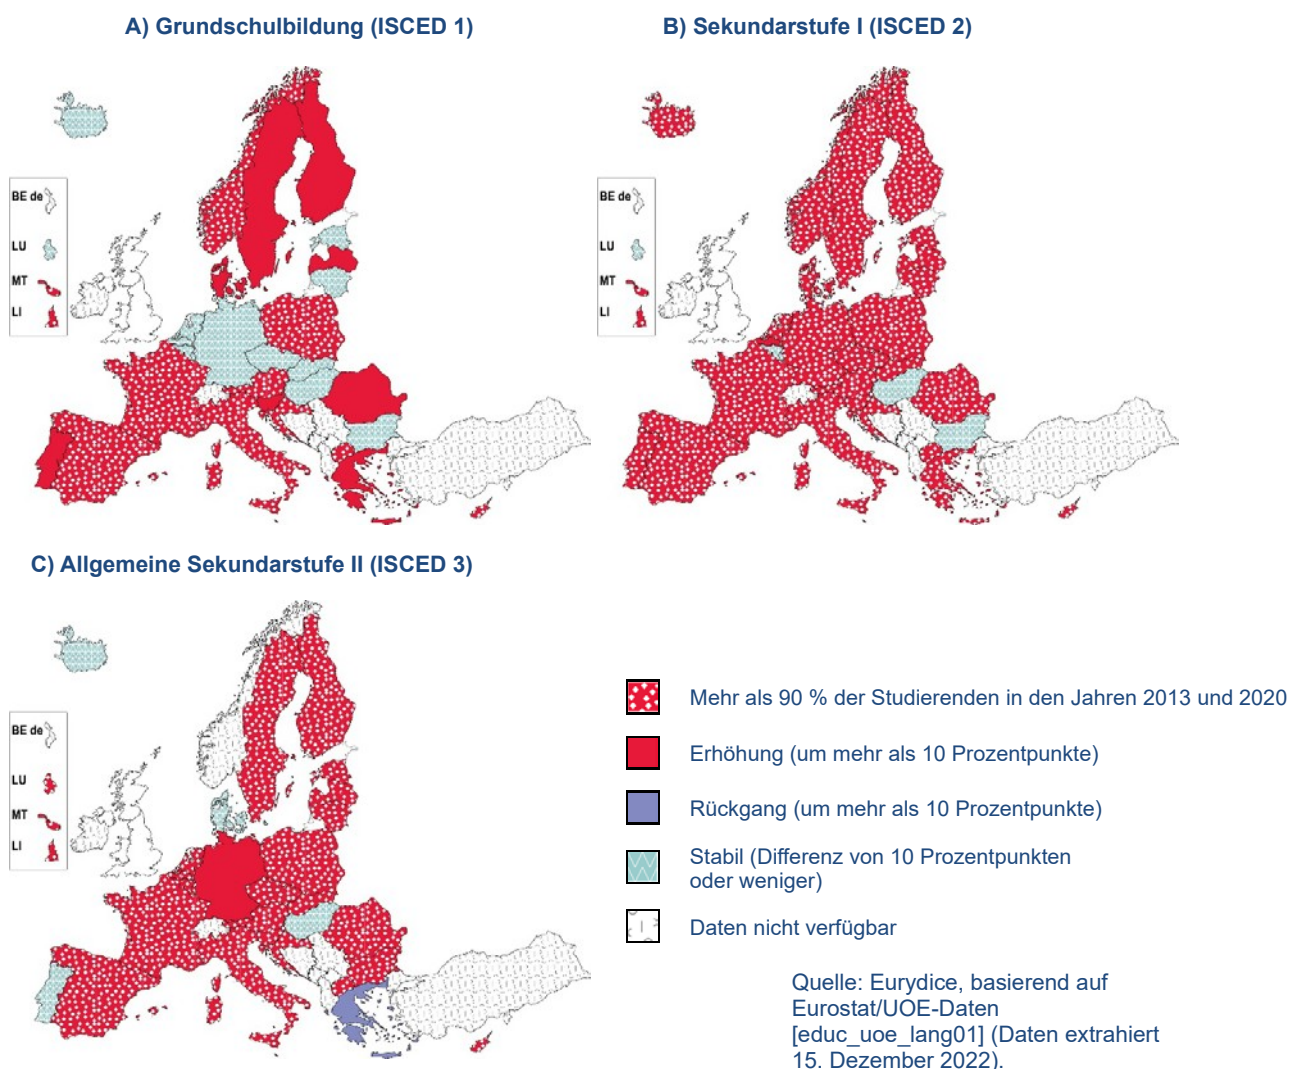 A) Grundschulbildung (ISCED 1)
B) Sekundarstufe I (ISCED 2)
BE de
LU
MT
LI
BE de
LU
MT
LI
C) Allgemeine Sekundarstufe II (ISCED 3)
BE de
LU
MT
LI
Mehr als 90 % der Studierenden in den Jahren 2013 und 2020
Erhöhung (um mehr als 10 Prozentpunkte)
Rückgang (um mehr als 10 Prozentpunkte)
Stabil (Differenz von 10 Prozentpunkten
oder weniger)
Daten nicht verfügbar
Quelle: Eurydice, basierend auf
Eurostat/UOE-Daten
[educ_uoe_lang01] (Daten extrahiert
15. Dezember 2022).